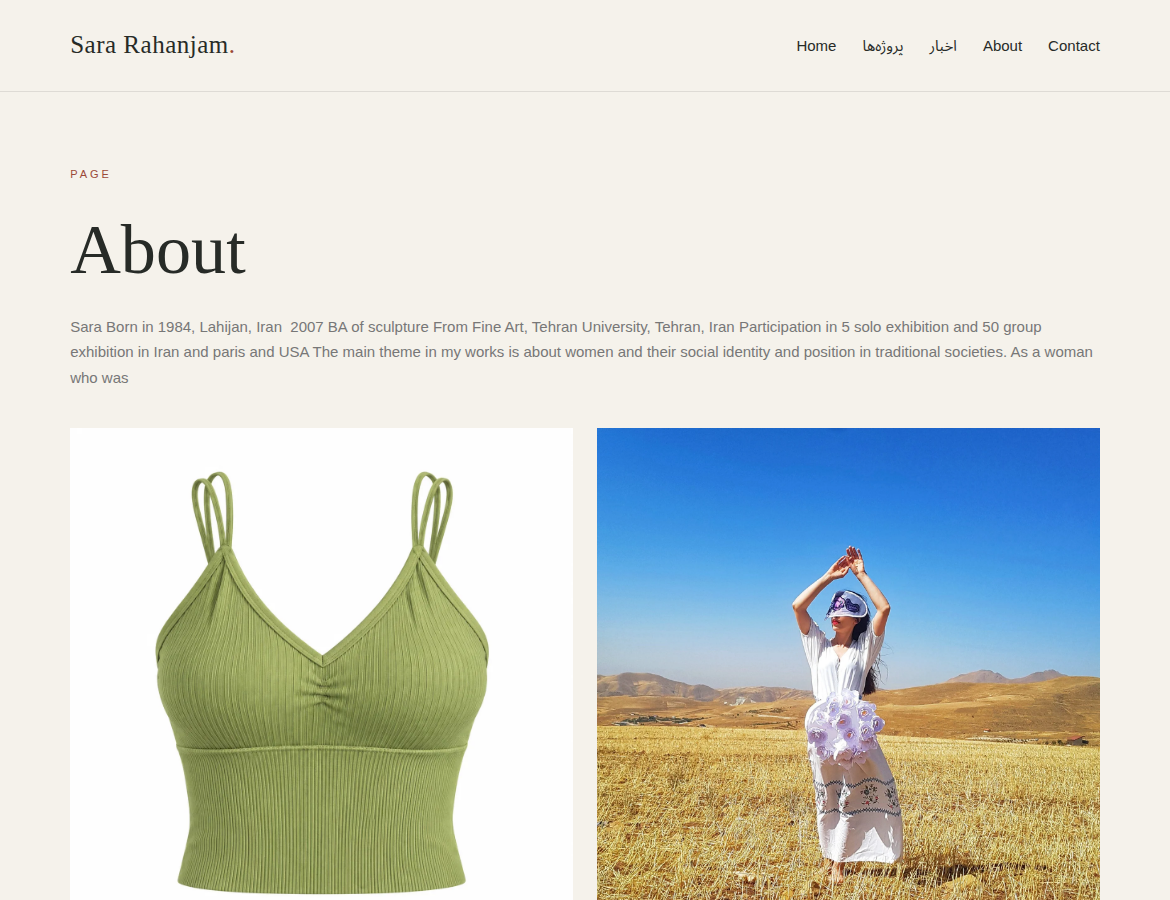 Sara Rahanjam.
Home پروژه‌ها اخبار About Contact
PAGE
About
Sara Born in 1984, Lahijan, Iran  2007 BA of sculpture From Fine Art, Tehran University, Tehran, Iran Participation in 5 solo exhibition and 50 group
exhibition in Iran and paris and USA The main theme in my works is about women and their social identity and position in traditional societies. As a woman
who was